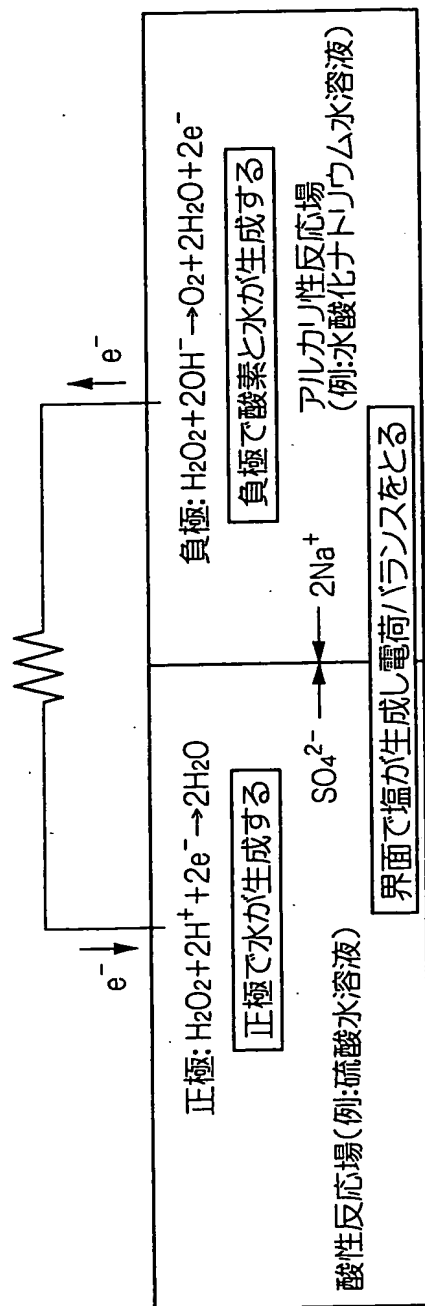 e⁻
e⁻
正極: H₂O₂+2H⁺+2e⁻→2H₂O
正極で水が生成する
負極: H₂O₂+2OH⁻→O₂+2H₂O+2e⁻
負極で酸素と水が生成する
SO₄²⁻
2Na⁺
酸性反応場(例:硫酸水溶液)
アルカリ性反応場
(例:水酸化ナトリウム水溶液)
界面で塩が生成し電荷バランスをとる